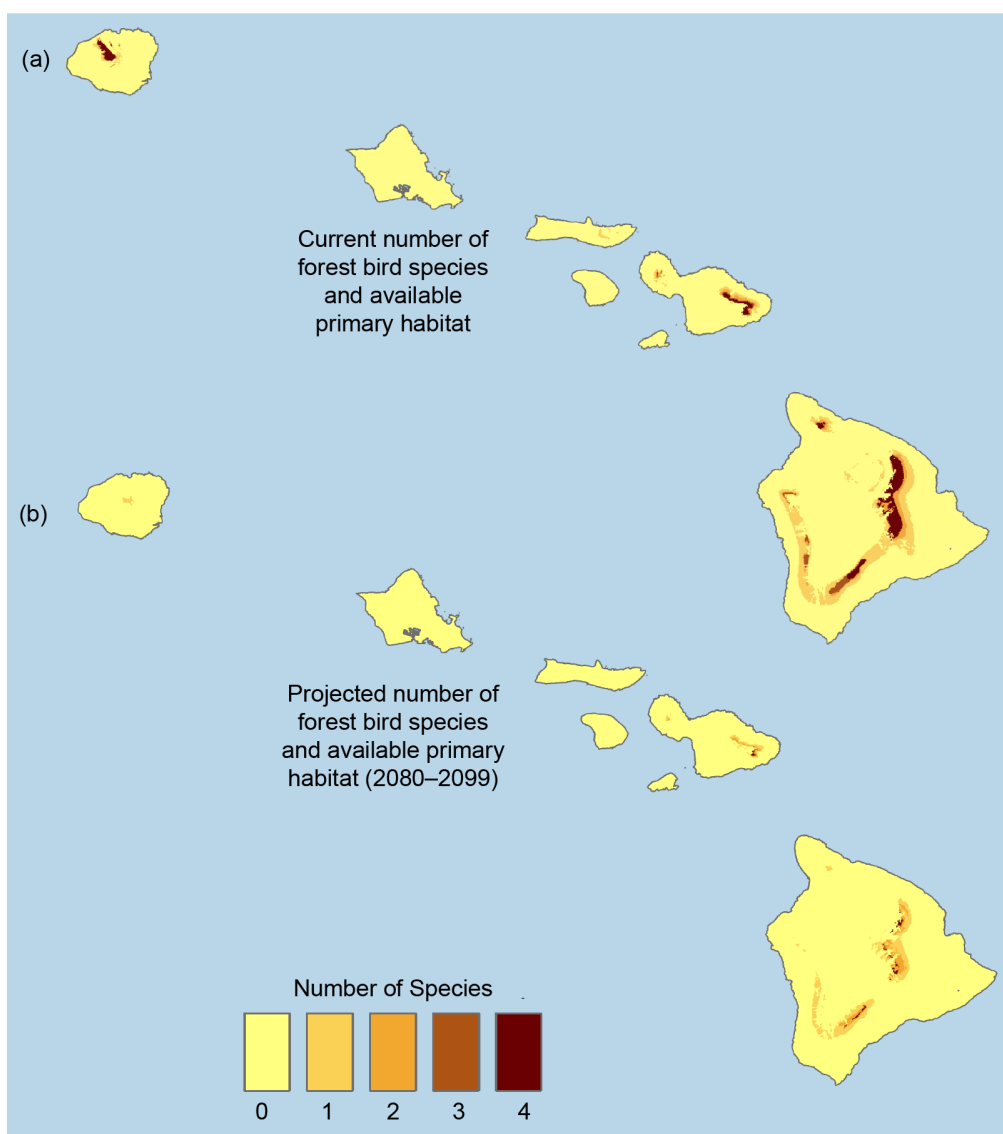 (a)
Current number of
forest bird species
and available
primary habitat
(b)
Projected number of
forest bird species
and available primary
habitat (2080–2099)
Number of Species
0 1 2 3 4